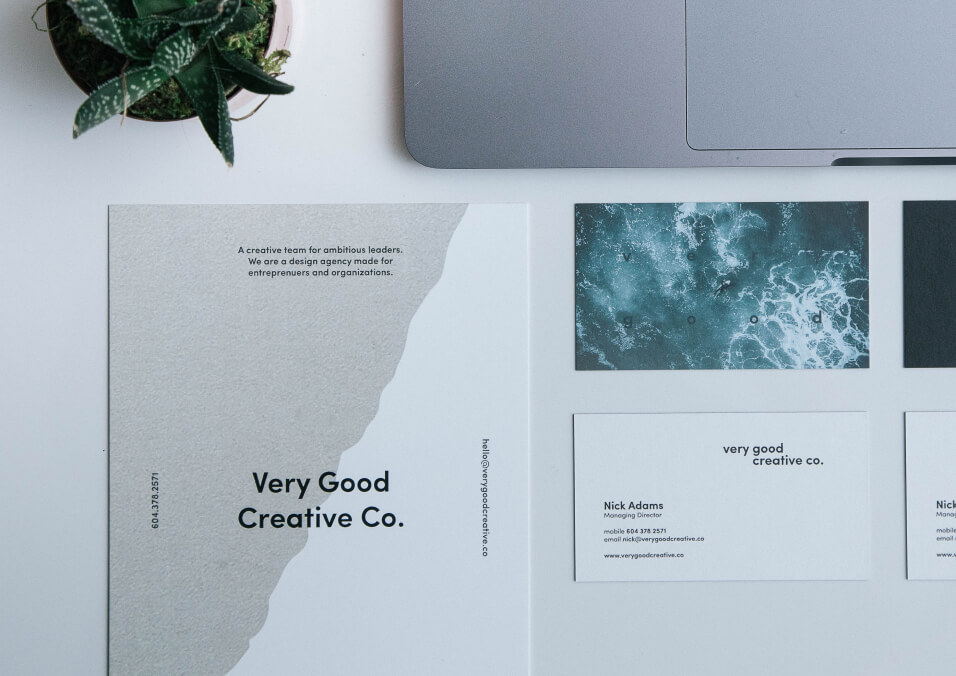 A creative team for ambitious leaders.
We are a design agency made for
entreprenuers and organizations.
604.378.2571
Very Good
Creative Co.
hello@verygoodcreative.co
v e r y
g o o d
very good
creative co.
Nick Adams
Managing Director
mobile 604 378 2571
email nick@verygoodcreative.co
www.verygoodcreative.co
Nick